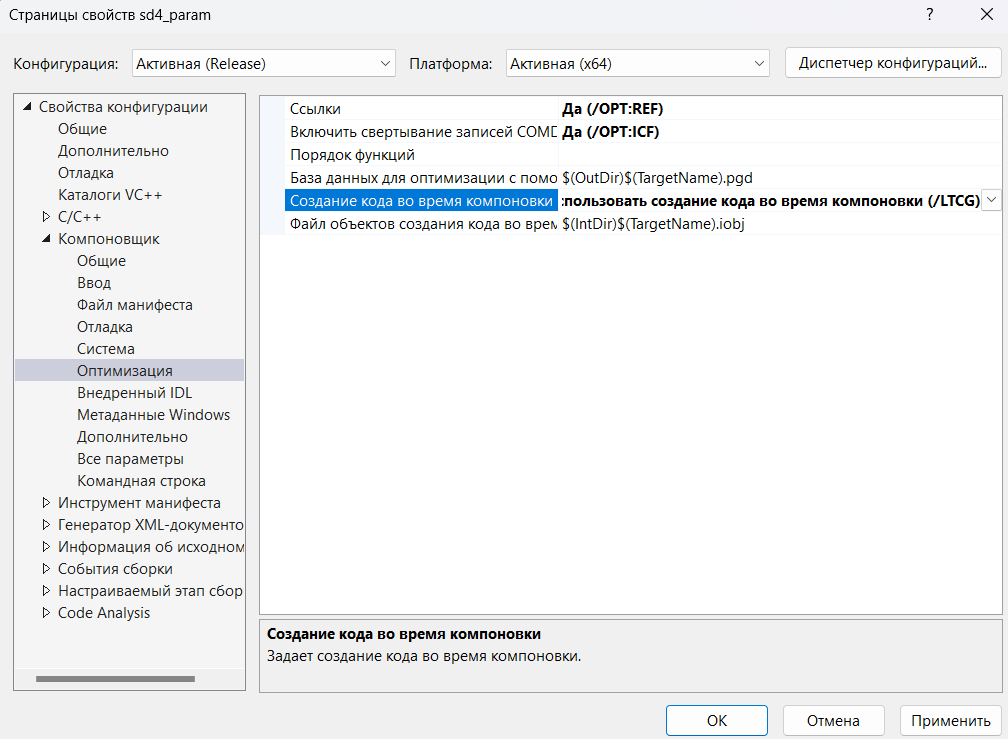 Страницы свойств sd4_param
?
Конфигурация: Активная (Release) Платформа: Активная (x64) Диспетчер конфигураций...
Свойства конфигурации
Общие
Дополнительно
Отладка
Каталоги VC++
C/C++
Компоновщик
Общие
Ввод
Файл манифеста
Отладка
Система
Оптимизация
Внедренный IDL
Метаданные Windows
Дополнительно
Все параметры
Командная строка
Инструмент манифеста
Генератор XML-документо
Информация об исходном
События сборки
Настраиваемый этап сбор
Code Analysis
Ссылки Да (/OPT:REF)
Включить свертывание записей COMD Да (/OPT:ICF)
Порядок функций
База данных для оптимизации с помо $(OutDir)$(TargetName).pgd
Создание кода во время компоновки спользовать создание кода во время компоновки (/LTCG)
Файл объектов создания кода во врем $(IntDir)$(TargetName).iobj
Создание кода во время компоновки
Задает создание кода во время компоновки.
ОК Отмена Применить